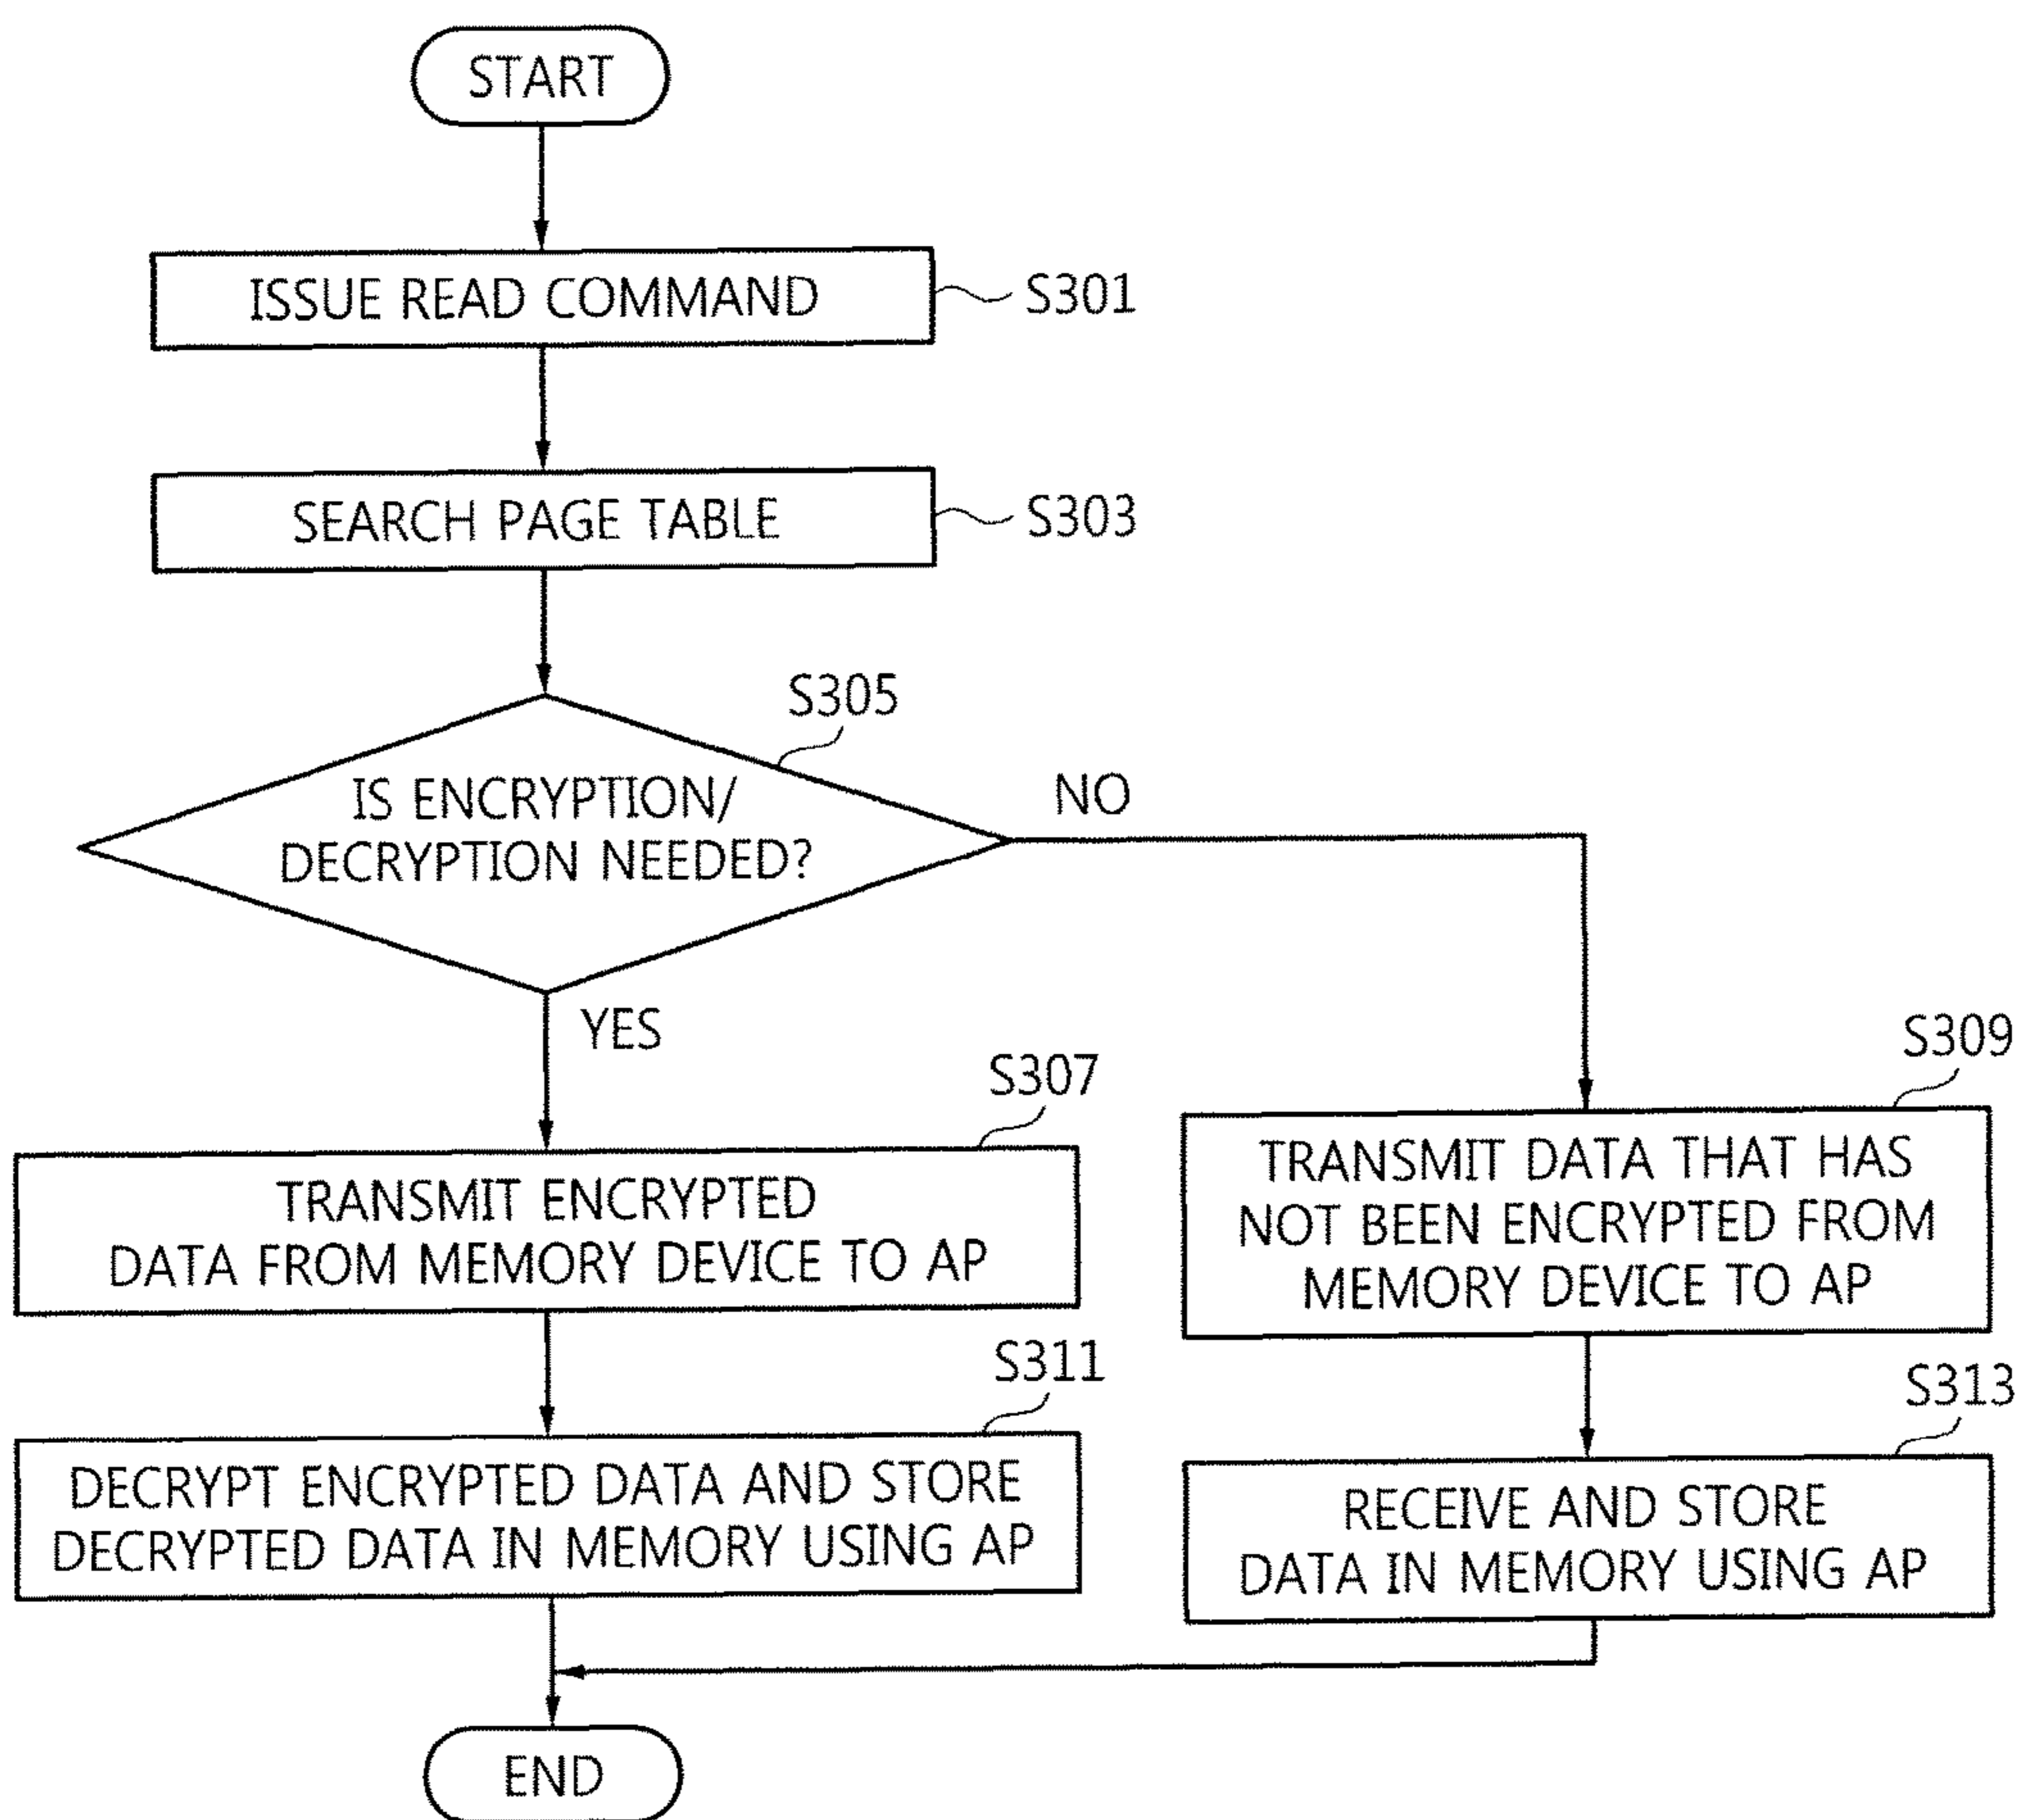 START
ISSUE READ COMMAND
S301
SEARCH PAGE TABLE
S303
S305
IS ENCRYPTION/
DECRYPTION NEEDED?
NO
YES
S307
TRANSMIT ENCRYPTED
DATA FROM MEMORY DEVICE TO AP
S309
TRANSMIT DATA THAT HAS
NOT BEEN ENCRYPTED FROM
MEMORY DEVICE TO AP
S311
DECRYPT ENCRYPTED DATA AND STORE
DECRYPTED DATA IN MEMORY USING AP
S313
RECEIVE AND STORE
DATA IN MEMORY USING AP
END